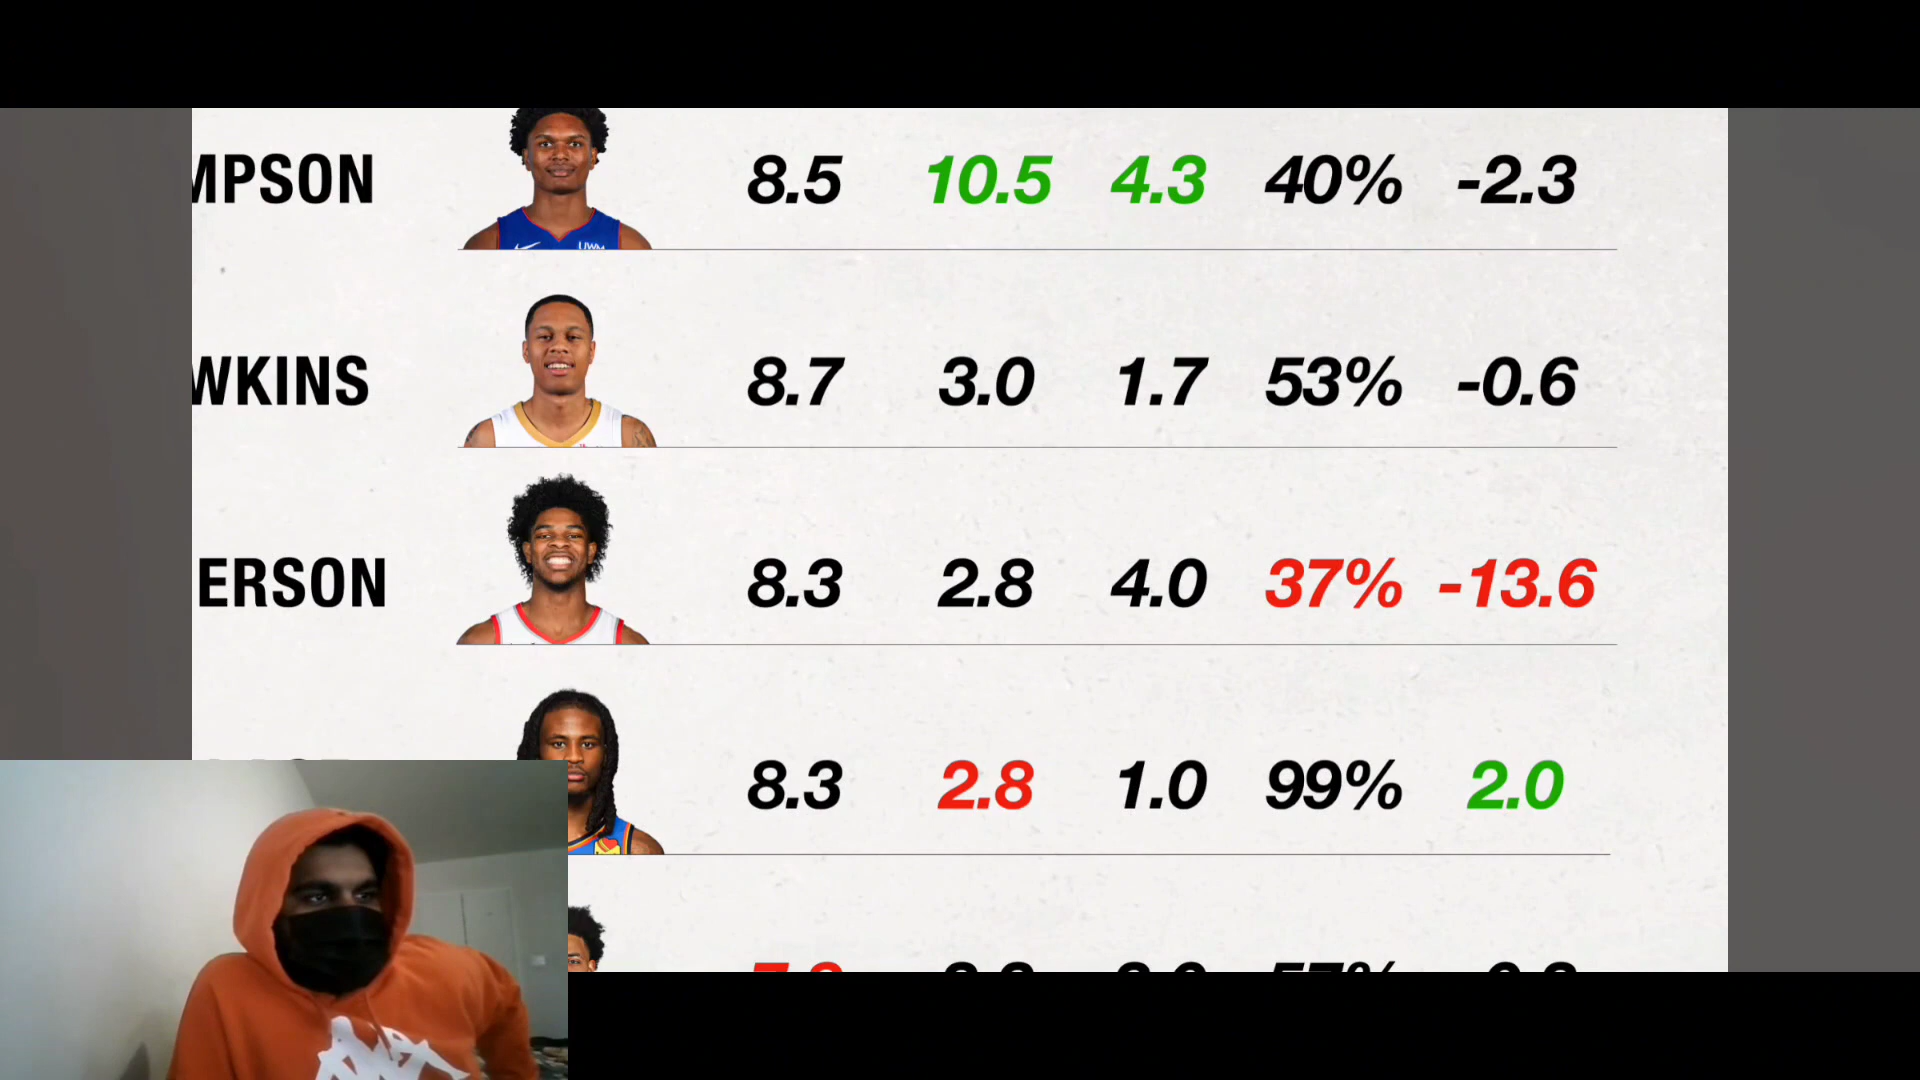 MPSON 8.5 10.5 4.3 40% -2.3
UWM
WKINS 8.7 3.0 1.7 53% -0.6
ERSON 8.3 2.8 4.0 37% -13.6
8.3 2.8 1.0 99% 2.0